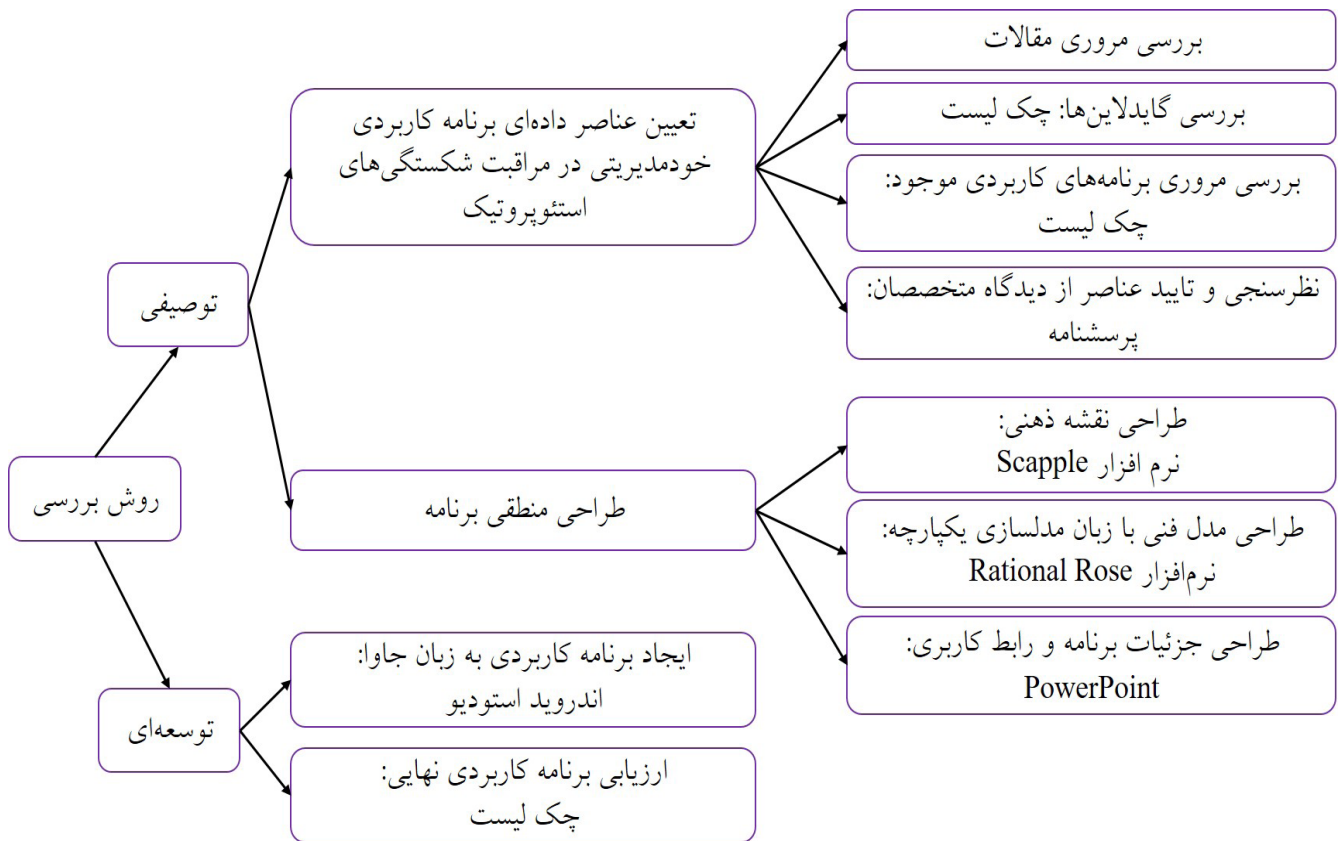 روش بررسی
توصیفی
تعیین عناصر داده‌ای برنامه کاربردی
خودمدیریتی در مراقبت شکستگی‌های
استئوپروتیک
بررسی مروری مقالات
بررسی گایدلاین‌ها: چک لیست
بررسی مروری برنامه‌های کاربردی موجود:
چک لیست
نظرسنجی و تایید عناصر از دیدگاه متخصصان:
پرسشنامه
طراحی منطقی برنامه
طراحی نقشه ذهنی:
نرم افزار Scapple
طراحی مدل فنی با زبان مدلسازی یکپارچه:
نرم‌افزار Rational Rose
طراحی جزئیات برنامه و رابط کاربری:
PowerPoint
توسعه‌ای
ایجاد برنامه کاربردی به زبان جاوا:
اندروید استودیو
ارزیابی برنامه کاربردی نهایی:
چک لیست